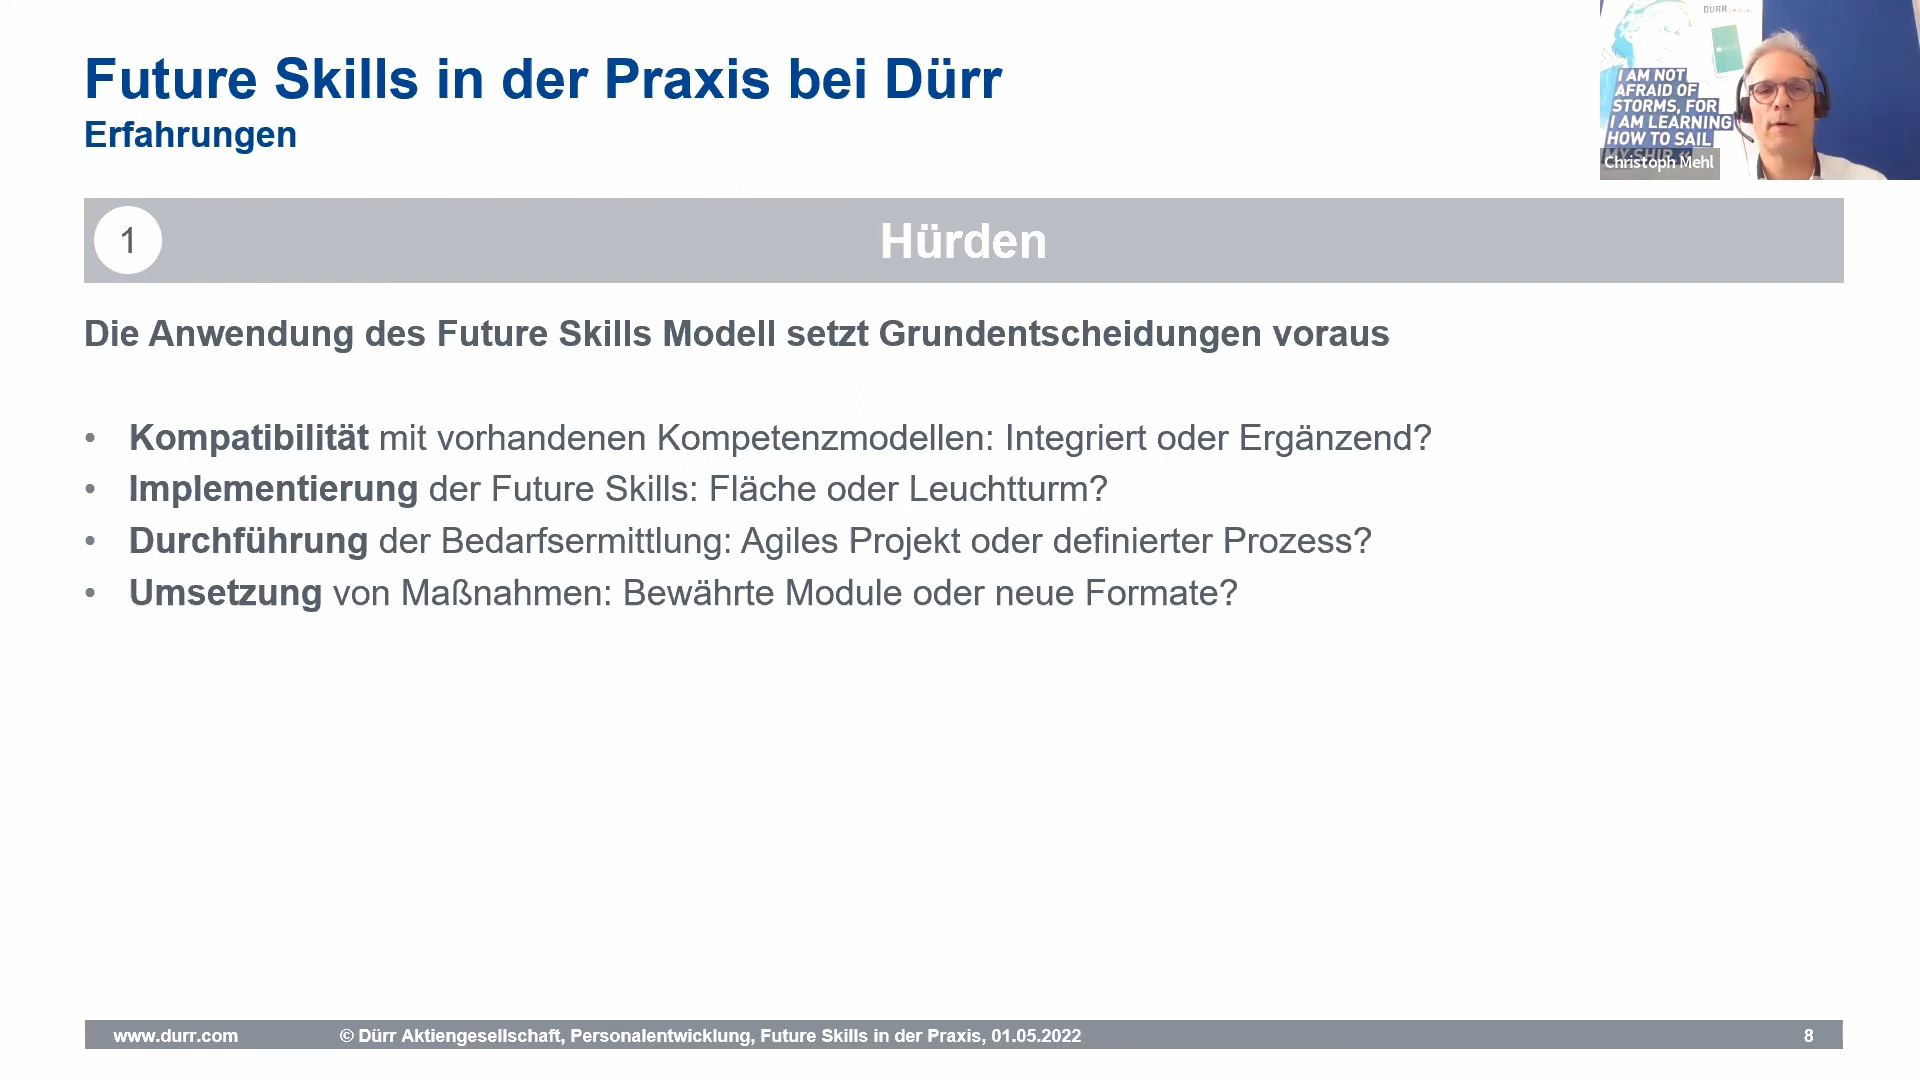 Future Skills in der Praxis bei Dürr
Erfahrungen
DÜRR
I AM NOT
AFRAID OF
STORMS, FOR
I AM LEARNING
HOW TO SAIL
MY SHIP
Christoph Mehl
1
Hürden
Die Anwendung des Future Skills Modell setzt Grundentscheidungen voraus
• Kompatibilität mit vorhandenen Kompetenzmodellen: Integriert oder Ergänzend?
• Implementierung der Future Skills: Fläche oder Leuchtturm?
• Durchführung der Bedarfsermittlung: Agiles Projekt oder definierter Prozess?
• Umsetzung von Maßnahmen: Bewährte Module oder neue Formate?
www.durr.com © Dürr Aktiengesellschaft, Personalentwicklung, Future Skills in der Praxis, 01.05.2022 8